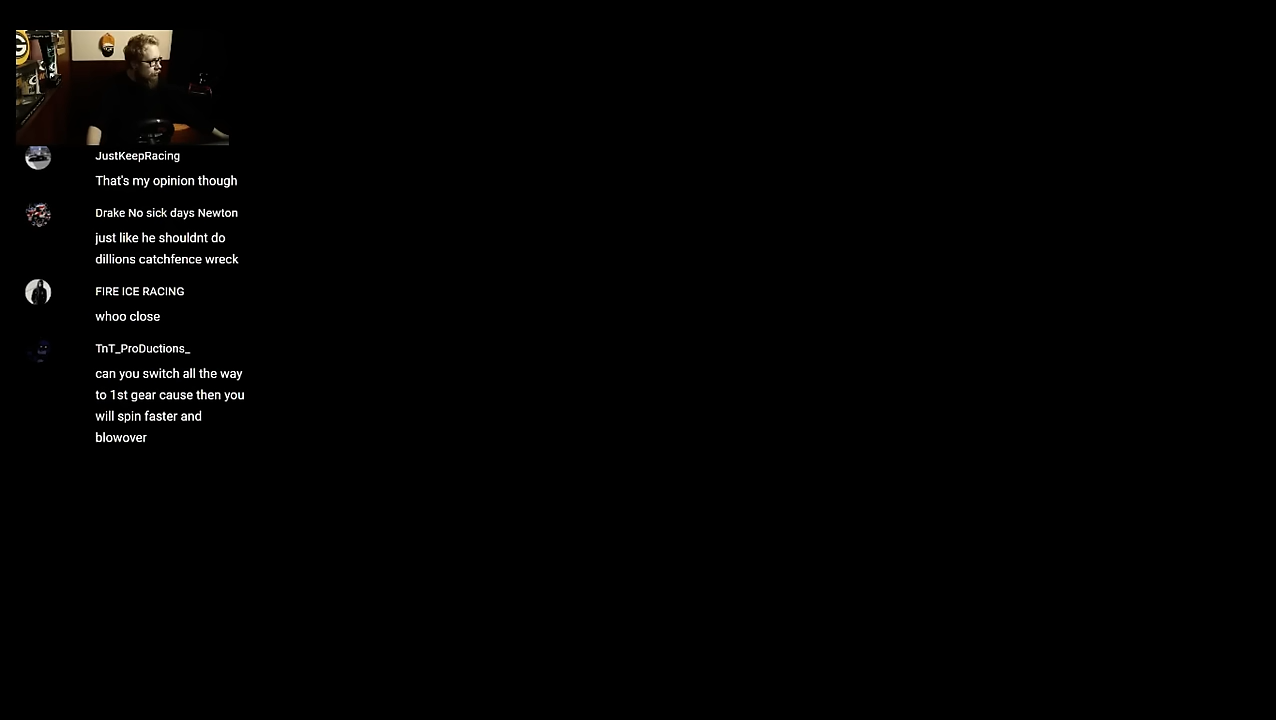 JustKeepRacing
That's my opinion though
Drake No sick days Newton
just like he shouldnt do
dillions catchfence wreck
FIRE ICE RACING
whoo close
TnT_ProDuctions_
can you switch all the way
to 1st gear cause then you
will spin faster and
blowover